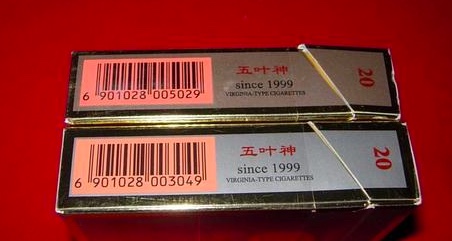 五叶神
since 1999
VIRGINIA-TYPE CIGARETTES
20
6 901028 005029
五叶神
since 1999
VIRGINIA-TYPE CIGARETTES
20
6 901028 003049